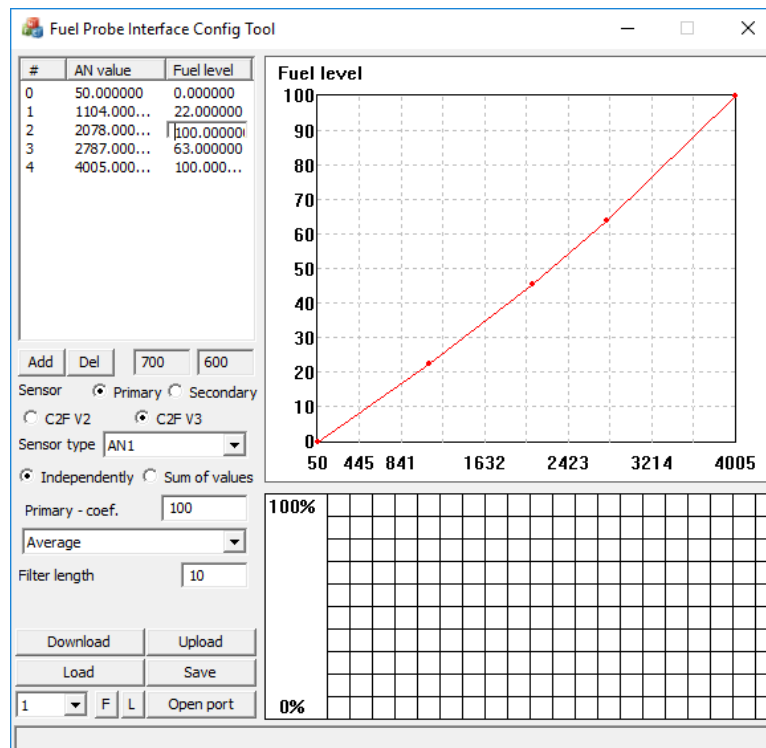 Fuel Probe Interface Config Tool
# AN value Fuel level
0 50.000000 0.000000
1 1104.000... 22.000000
2 2078.000... 100.000000
3 2787.000... 63.000000
4 4005.000... 100.000...
Add Del 700 600
Sensor Primary Secondary
C2F V2 C2F V3
Sensor type AN1
Independently Sum of values
Primary - coef. 100
Average
Filter length 10
Download Upload
Load Save
1 F L Open port
Fuel level
100
90
80
70
60
50
40
30
20
10
0
50 445 841 1632 2423 3214 4005
100%
0%